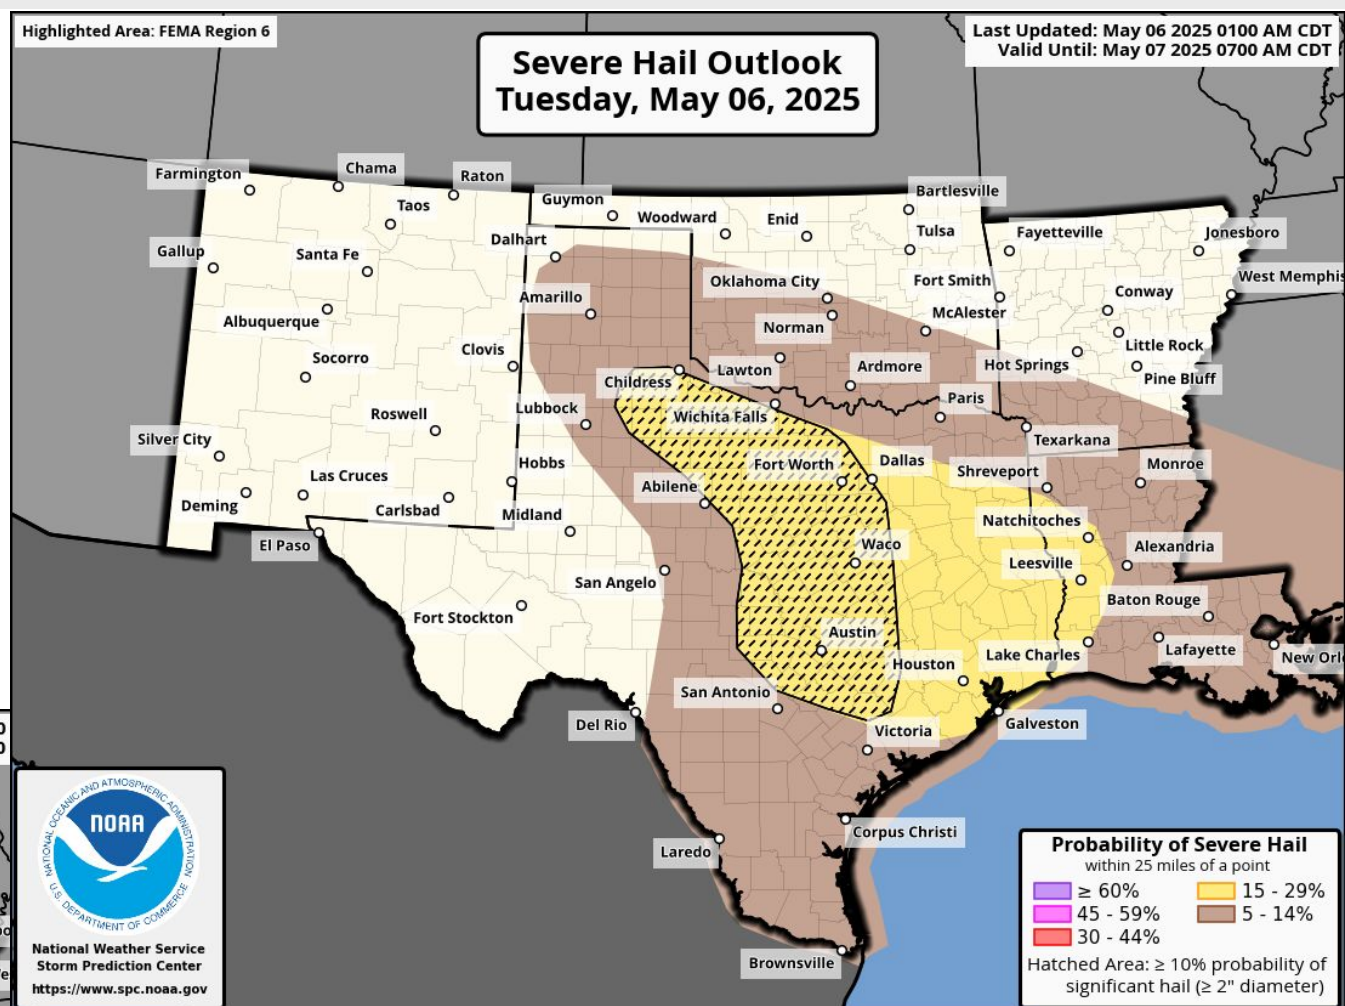 Highlighted Area: FEMA Region 6
Last Updated: May 06 2025 0100 AM CDT
Valid Until: May 07 2025 0700 AM CDT
Severe Hail Outlook
Tuesday, May 06, 2025
Farmington
Chama
Raton
Taos
Guymon
Woodward
Enid
Bartlesville
Tulsa
Fayetteville
Jonesboro
Gallup
Santa Fe
Dalhart
Oklahoma City
Fort Smith
West Memphis
Albuquerque
Amarillo
Norman
McAlester
Conway
Little Rock
Socorro
Clovis
Childress
Lawton
Ardmore
Hot Springs
Pine Bluff
Roswell
Lubbock
Wichita Falls
Paris
Texarkana
Silver City
Las Cruces
Hobbs
Fort Worth
Dallas
Shreveport
Monroe
Deming
Carlsbad
Midland
Abilene
Natchitoches
El Paso
Waco
Alexandria
San Angelo
Leesville
Fort Stockton
Austin
Baton Rouge
Houston
Lake Charles
Lafayette
New Orl
San Antonio
Del Rio
Victoria
Galveston
Laredo
Corpus Christi
Brownsville
NATIONAL OCEANIC AND ATMOSPHERIC ADMINISTRATION
NOAA
U.S. DEPARTMENT OF COMMERCE
National Weather Service
Storm Prediction Center
https://www.spc.noaa.gov
Probability of Severe Hail
within 25 miles of a point
≥ 60%
15 - 29%
45 - 59%
5 - 14%
30 - 44%
Hatched Area: ≥ 10% probability of
significant hail (≥ 2" diameter)